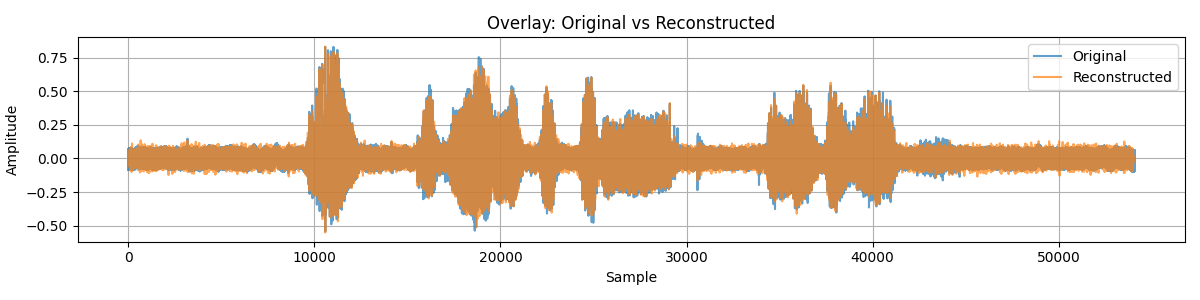 Overlay: Original vs Reconstructed
Original
Reconstructed
Amplitude
0.75
0.50
0.25
0.00
−0.25
−0.50
0 10000 20000 30000 40000 50000
Sample